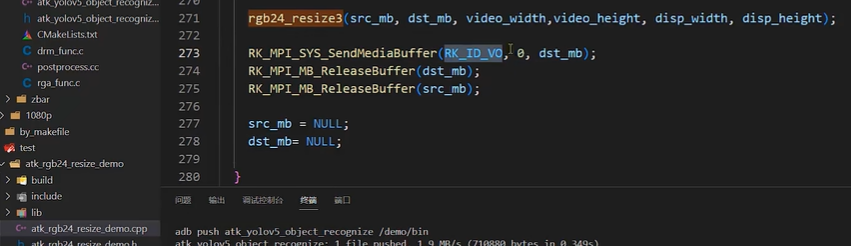 atk_yolov5_object_recogniz...
CMakeLists.txt
drm_func.c
postprocess.cc
rga_func.c
zbar
1080p
by_makefile
test
atk_rgb24_resize_demo
build
include
lib
atk_rgb24_resize_demo.cpp
270
271 rgb24_resize3(src_mb, dst_mb, video_width,video_height, disp_width, disp_height);
272
273 RK_MPI_SYS_SendMediaBuffer(RK_ID_VO, 0, dst_mb);
274 RK_MPI_MB_ReleaseBuffer(dst_mb);
275 RK_MPI_MB_ReleaseBuffer(src_mb);
276
277 src_mb = NULL;
278 dst_mb= NULL;
279
280 }
问题 输出 调试控制台 终端 端口
adb push atk_yolov5_object_recognize /demo/bin
atk_yolov5_object_recognize: 1 file pushed. 1.9 MB/s (710880 bytes in 0.349s)